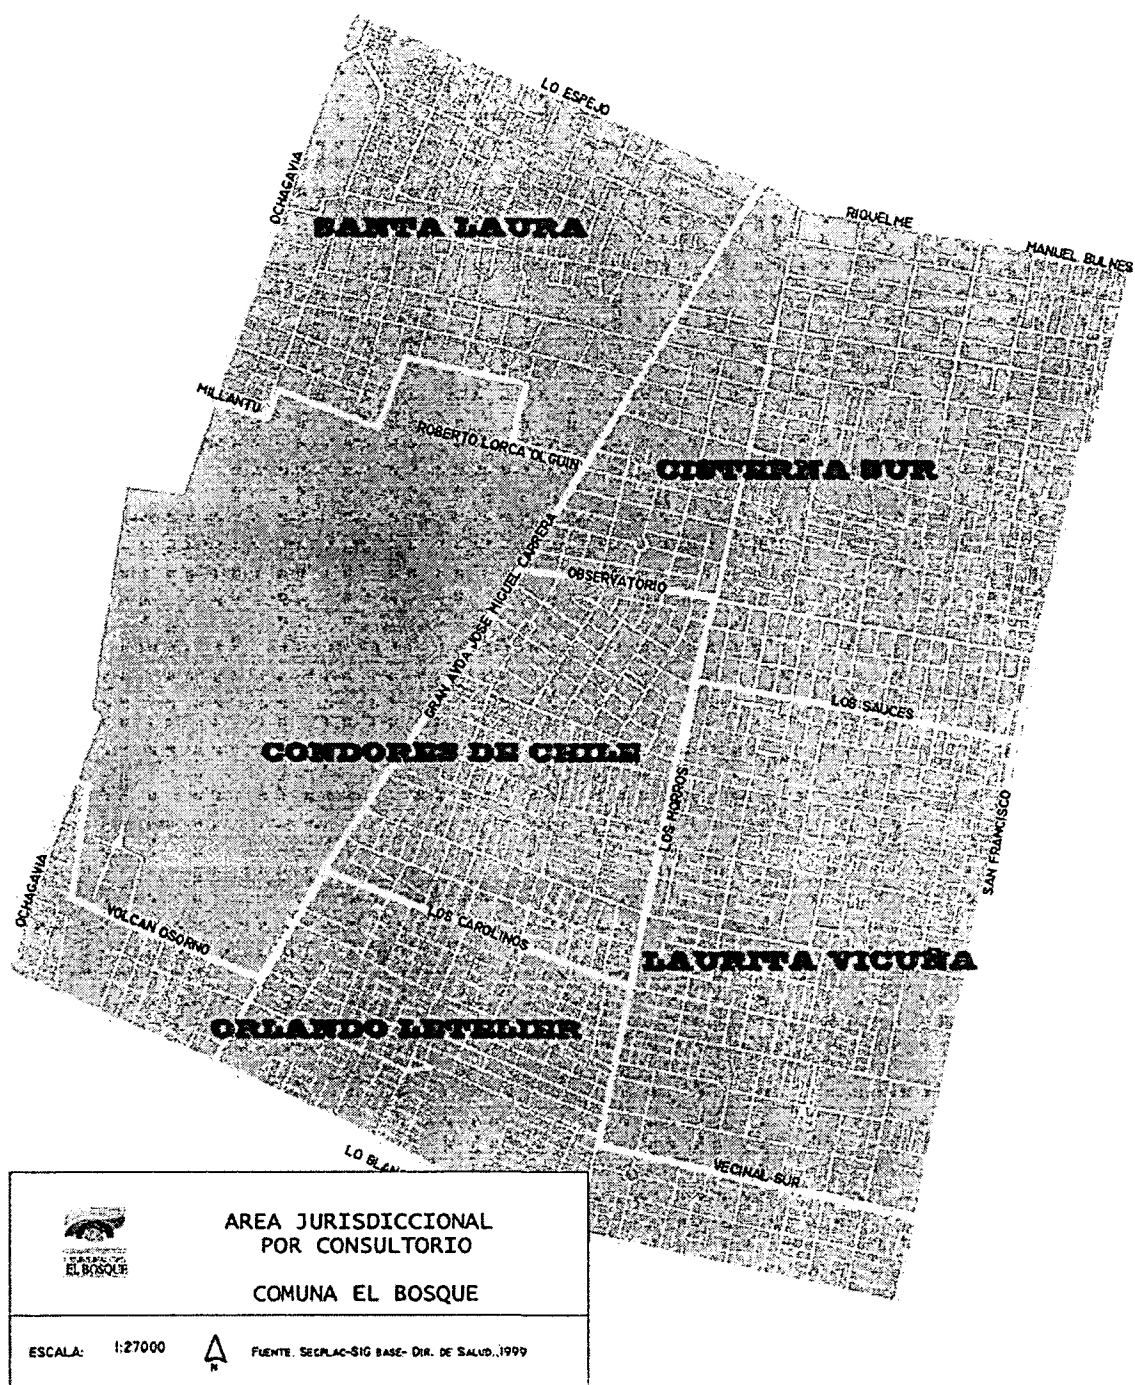 LO ESPEJO
OCHAGAVIA
RIQUELME
SANTA LAURA
MANUEL BULNES
MILLANTU
ROBERTO LORCA OLGUIN
CISTERNA SUR
GRAN AVDA JOSE MIGUEL CARRERA
OBSERVATORIO
LOS SAUCES
CONDORES DE CHILE
LOS MORROS
SAN FRANCISCO
OCHAGAVIA
VOLCAN OSORNO
LOS CAROLINOS
LAURITA VICUÑA
ORLANDO LETELIER
LO
VECINAL SUR
AREA JURISDICCIONAL
POR CONSULTORIO
EL BOSQUE
COMUNA EL BOSQUE
ESCALA: 1:27000
N
FUENTE: SECPLAC-SIG BASE- DIR. DE SALUD.,1999